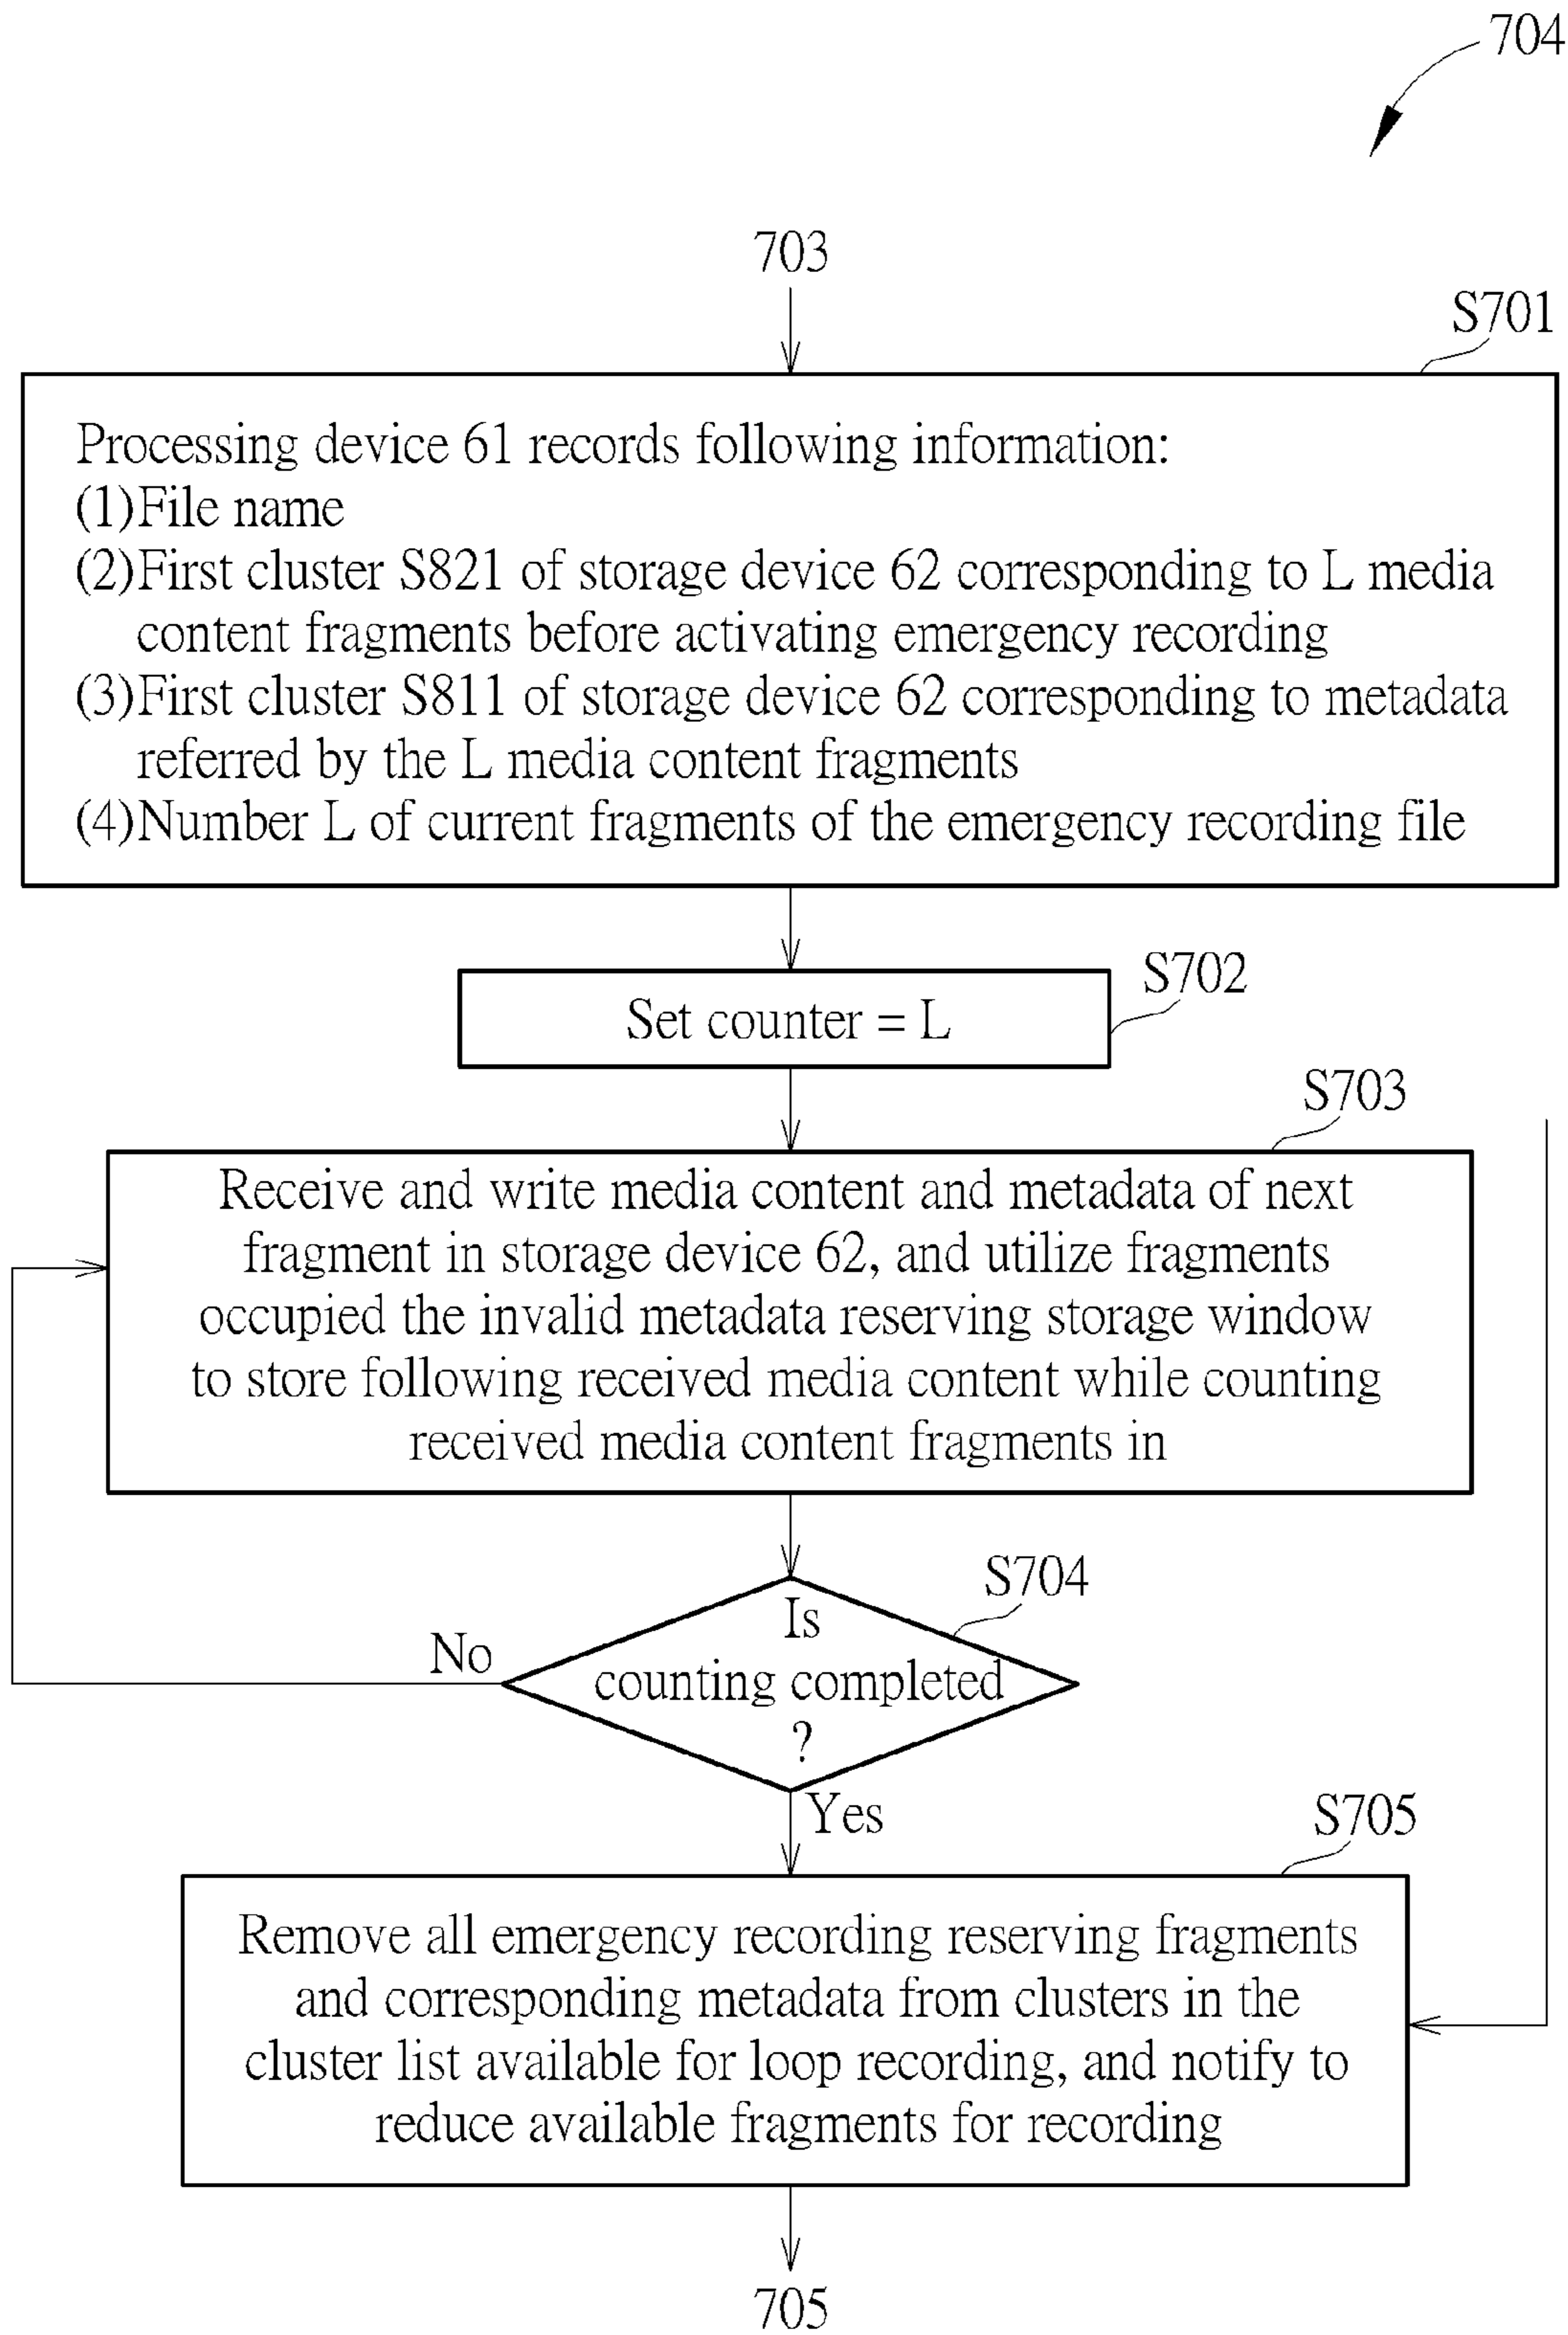 704
703
S701
Processing device 61 records following information:
(1)File name
(2)First cluster S821 of storage device 62 corresponding to L media
content fragments before activating emergency recording
(3)First cluster S811 of storage device 62 corresponding to metadata
referred by the L media content fragments
(4)Number L of current fragments of the emergency recording file
S702
Set counter = L
S703
Receive and write media content and metadata of next
fragment in storage device 62, and utilize fragments
occupied the invalid metadata reserving storage window
to store following received media content while counting
received media content fragments in
S704
Is
counting completed
?
No
Yes
S705
Remove all emergency recording reserving fragments
and corresponding metadata from clusters in the
cluster list available for loop recording, and notify to
reduce available fragments for recording
705